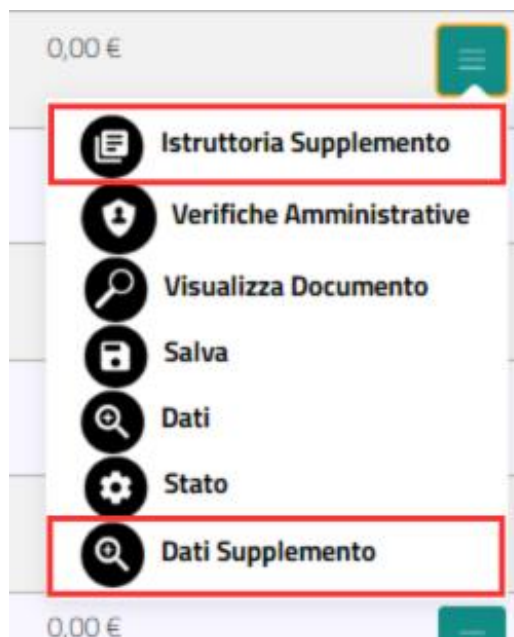 0,00 €
Istruttoria Supplemento
Verifiche Amministrative
Visualizza Documento
Salva
Dati
Stato
Dati Supplemento
0,00 €